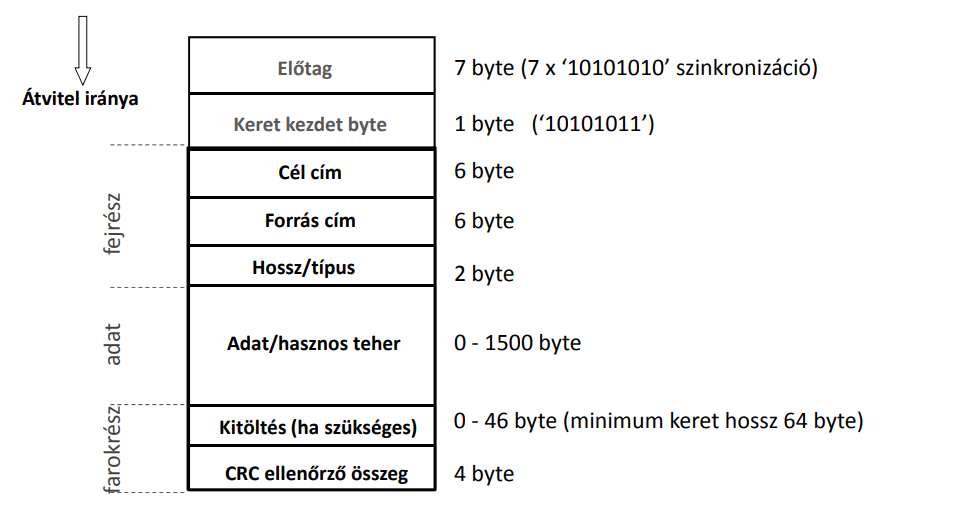 Átvitel iránya
Előtag
7 byte (7 x ‘10101010’ szinkronizáció)
Keret kezdet byte
1 byte (‘10101011’)
fejrész
Cél cím
6 byte
Forrás cím
6 byte
Hossz/típus
2 byte
adat
Adat/hasznos teher
0 - 1500 byte
farokrész
Kitöltés (ha szükséges)
0 - 46 byte (minimum keret hossz 64 byte)
CRC ellenőrző összeg
4 byte